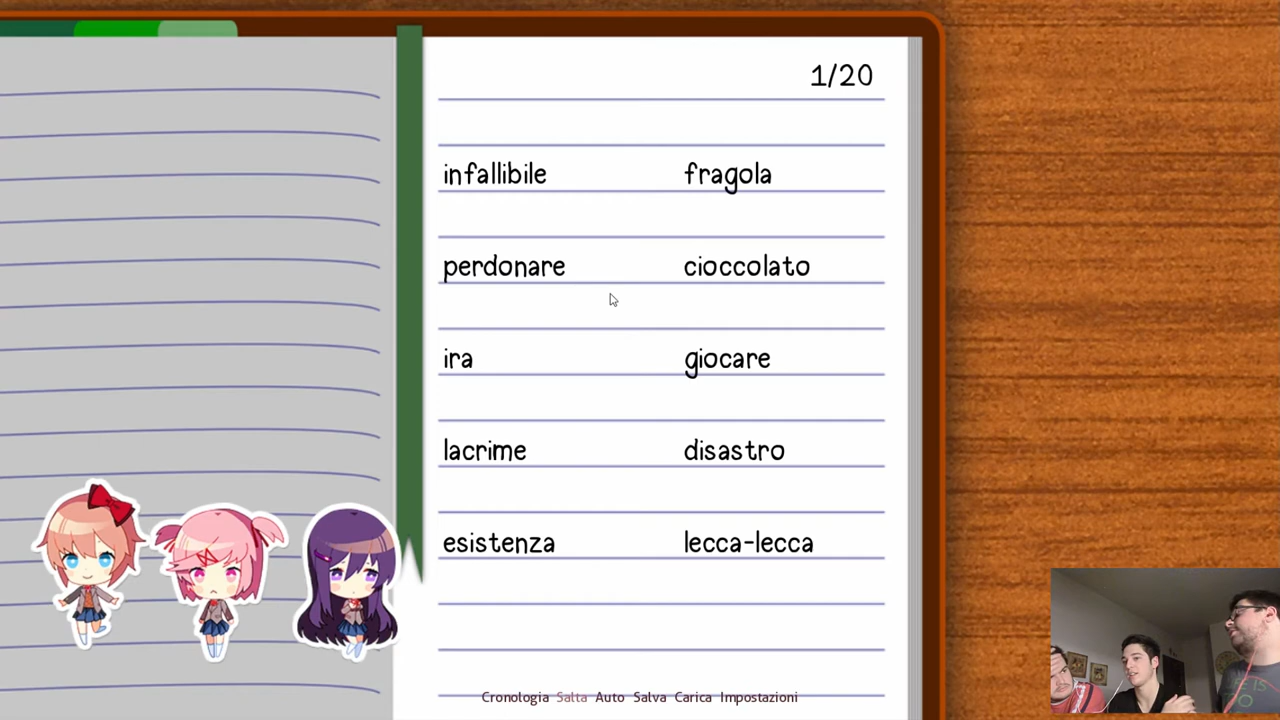 1/20
infallibile fragola
perdonare cioccolato
ira giocare
lacrime disastro
esistenza lecca-lecca
Cronologia Salta Auto Salva Carica Impostazioni